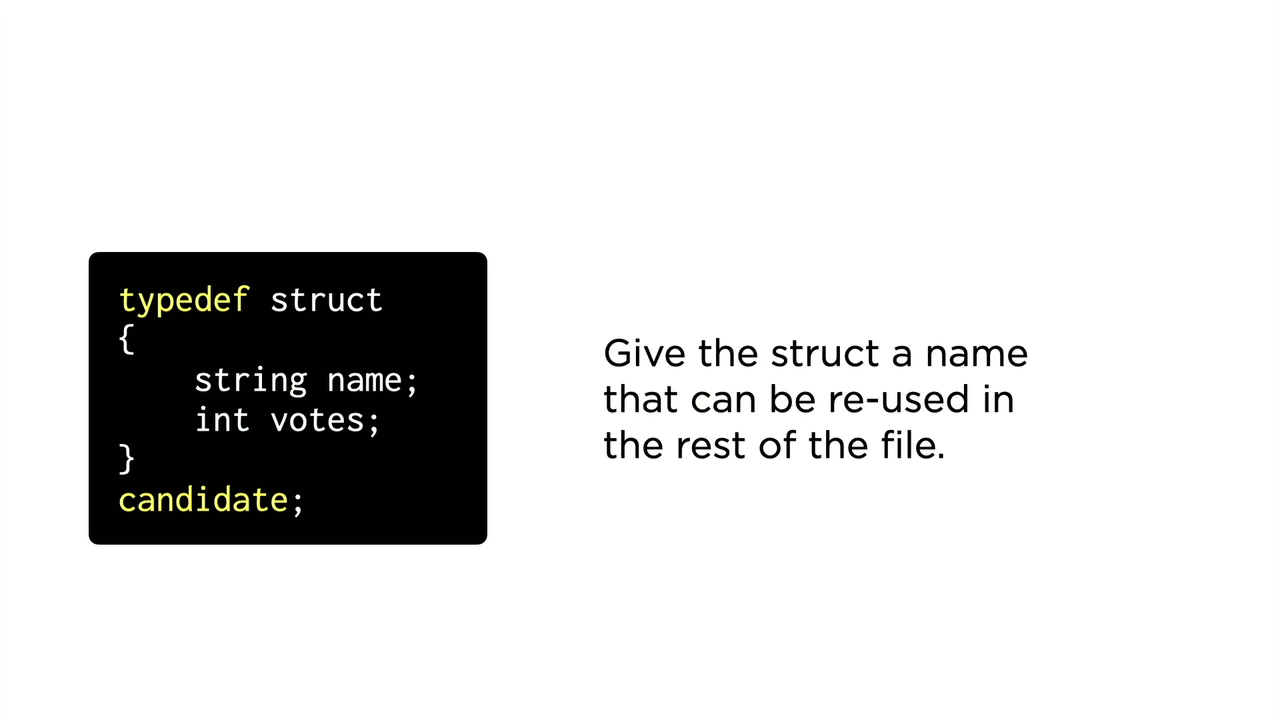 typedef struct
{
    string name;
    int votes;
}
candidate;
Give the struct a name
that can be re-used in
the rest of the file.